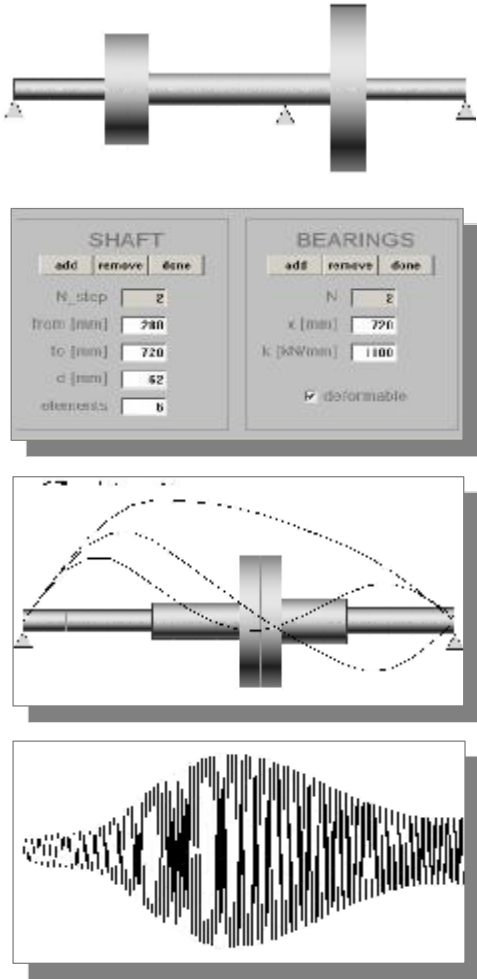 SHAFT
add remove done
N_step 2
from [mm] 280
to [mm] 720
d [mm] 62
elements 6
BEARINGS
add remove done
N 2
x [mm] 720
k [kN/mm] 1100
deformable